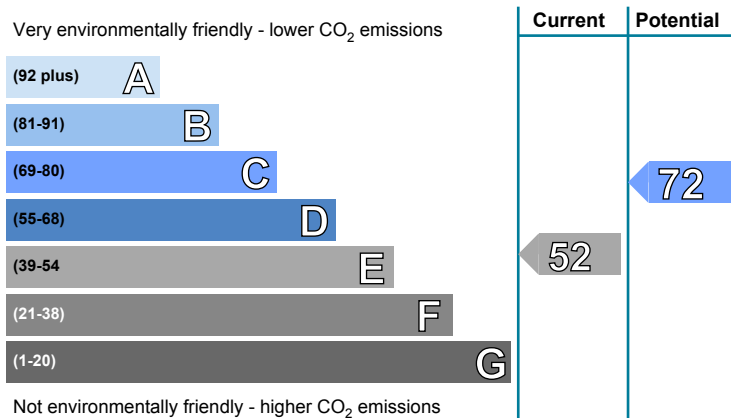 Very environmentally friendly - lower CO2 emissions
Current
Potential
(92 plus) A
(81-91) B
(69-80) C
72
(55-68) D
(39-54 E
52
(21-38) F
(1-20) G
Not environmentally friendly - higher CO2 emissions